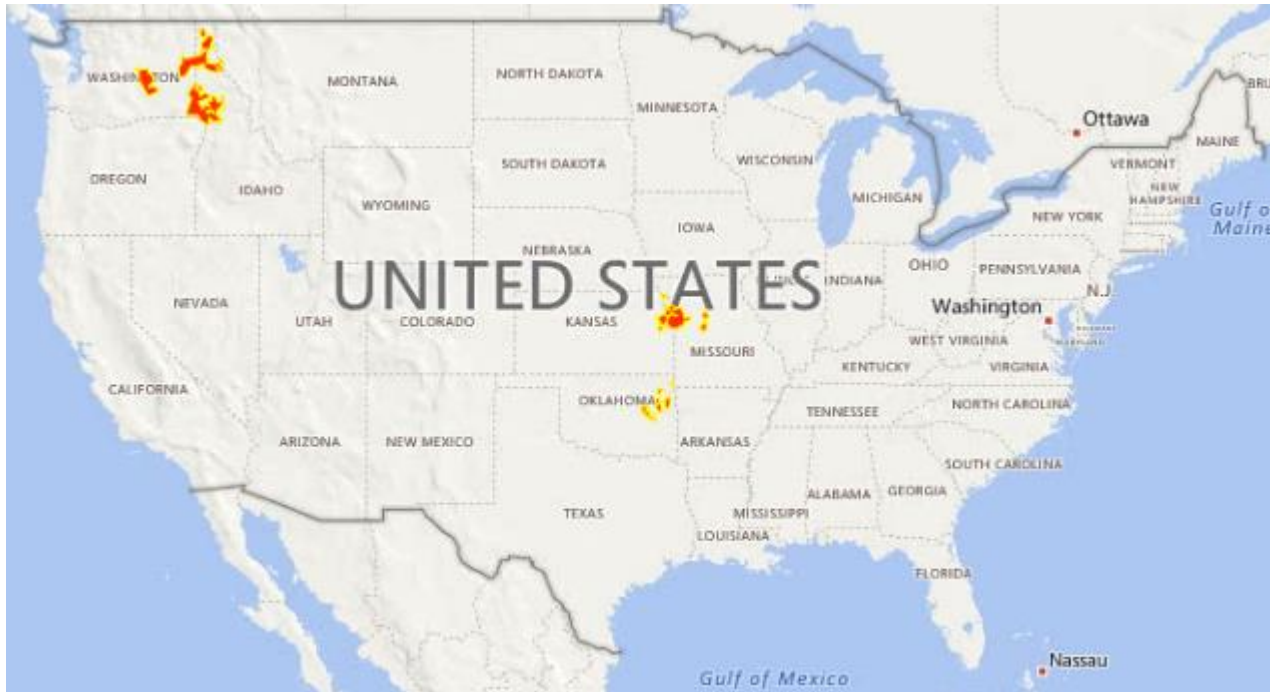 WASHINGTON
MONTANA
NORTH DAKOTA
MINNESOTA
Ottawa
MAINE
VERMONT
NEW
HAMPSHIRE
OREGON
IDAHO
SOUTH DAKOTA
WISCONSIN
MICHIGAN
WYOMING
NEW YORK
Gulf o
Maine
IOWA
NEBRASKA
UNITED STATES
INDIANA
OHIO
PENNSYLVANIA
N.J
NEVADA
UTAH
COLORADO
KANSAS
MISSOURI
Washington
WEST VIRGINIA
KENTUCKY
VIRGINIA
CALIFORNIA
OKLAHOMA
TENNESSEE
NORTH CAROLINA
ARIZONA
NEW MEXICO
ARKANSAS
SOUTH CAROLINA
ALABAMA
GEORGIA
TEXAS
MISSISSIPPI
LOUISIANA
FLORIDA
Nassau
Gulf of Mexico